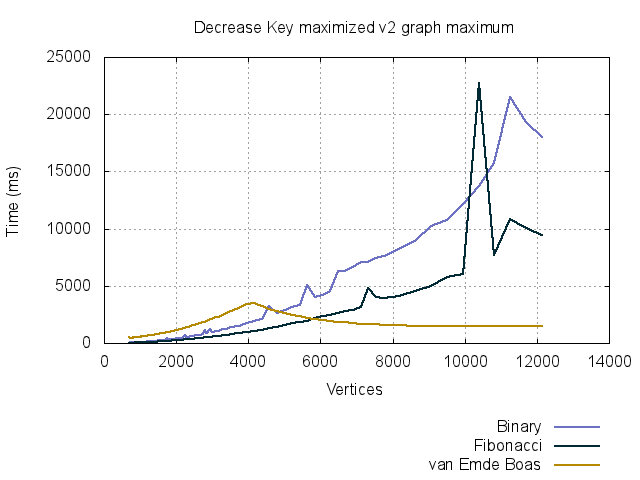 Decrease Key maximized v2 graph maximum
25000
20000
15000
10000
5000
0
Time (ms)
0 2000 4000 6000 8000 10000 12000 14000
Vertices
Binary
Fibonacci
van Emde Boas